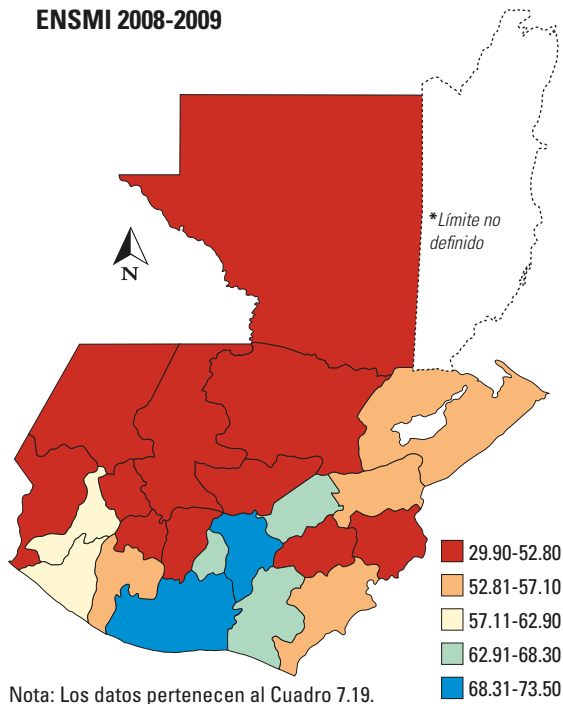 ENSMI 2008-2009
*Límite no
definido
N
29.90-52.80
52.81-57.10
57.11-62.90
62.91-68.30
68.31-73.50
Nota: Los datos pertenecen al Cuadro 7.19.